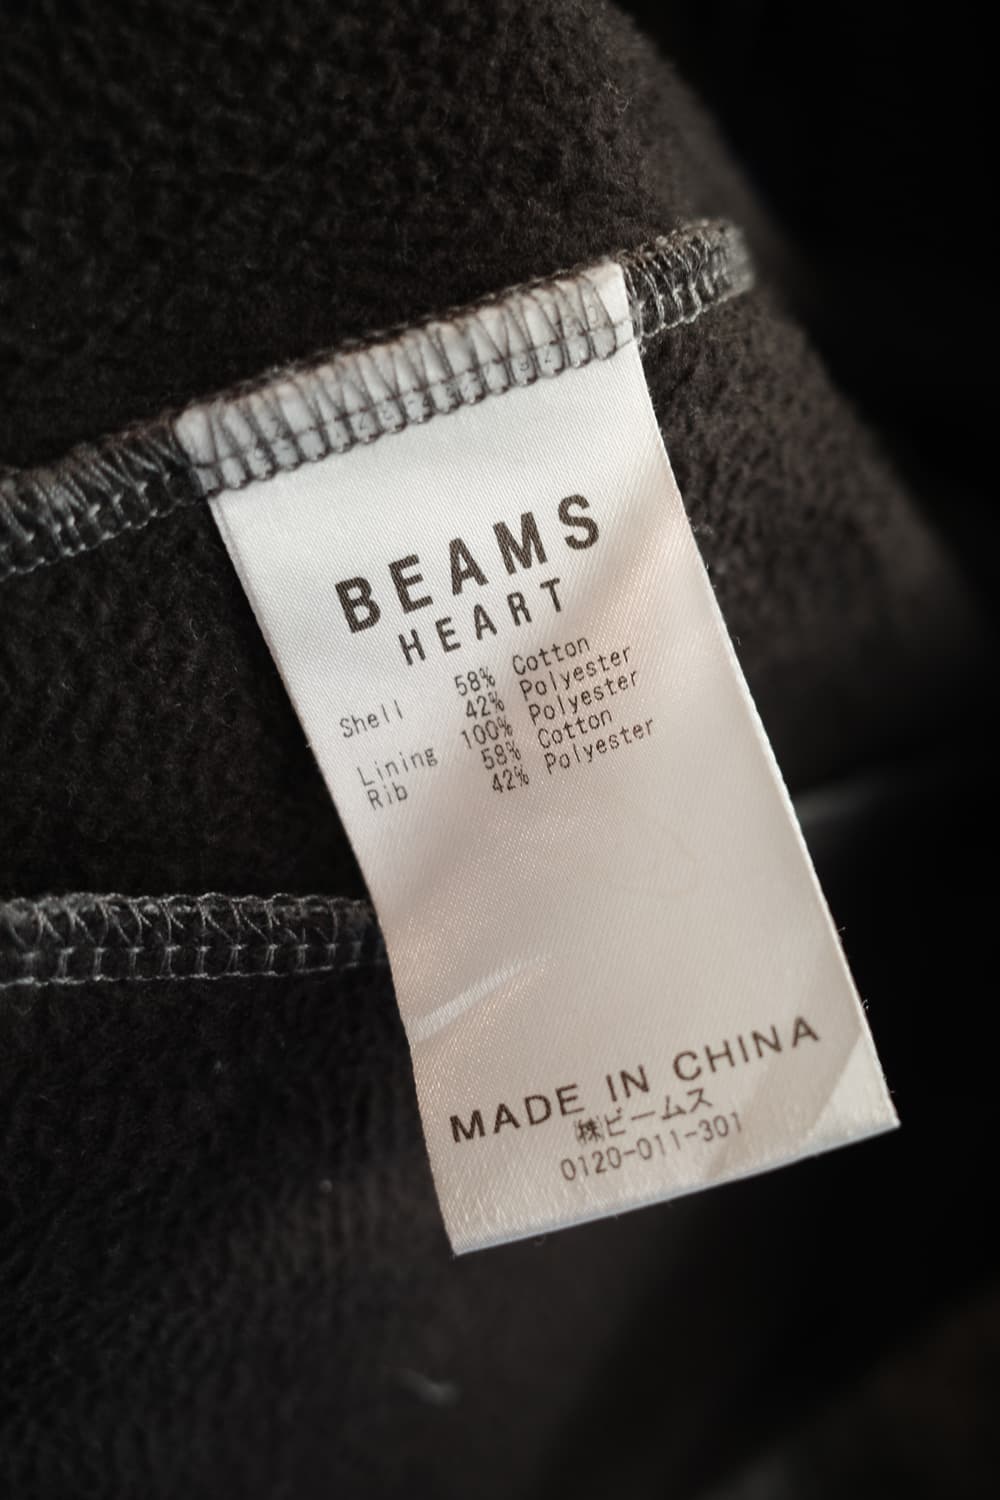 BEAMS
HEART
Shell 58% Cotton
42% Polyester
Lining 100% Polyester
Rib 58% Cotton
42% Polyester
MADE IN CHINA
㈱ビームス
0120-011-301